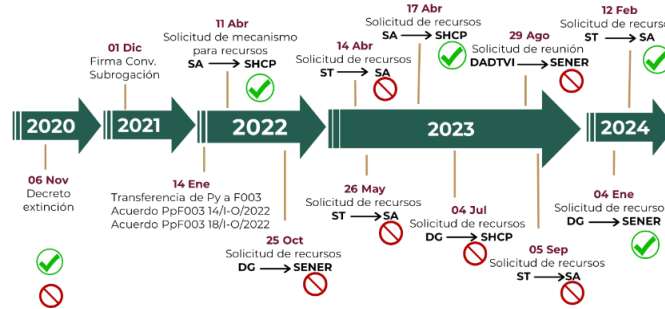 2020
06 Nov
Decreto
extinción
2021
01 Dic
Firma Conv.
Subrogación
2022
14 Ene
Transferencia de Py a F003
Acuerdo PpF003 14/I-O/2022
Acuerdo PpF003 18/I-O/2022
11 Abr
Solicitud de mecanismo
para recursos
SA SHCP
25 Oct
Solicitud de recursos
DG SENER
2023
14 Abr
Solicitud de recursos
ST SA
17 Abr
Solicitud de recursos
SA SHCP
26 May
Solicitud de recursos
ST SA
04 Jul
Solicitud de recursos
DG SHCP
29 Ago
Solicitud de reunión
DADTVI SENER
05 Sep
Solicitud de recursos
ST SA
2024
04 Ene
Solicitud de recursos
DG SENER
12 Feb
Solicitud de recursos
ST SA